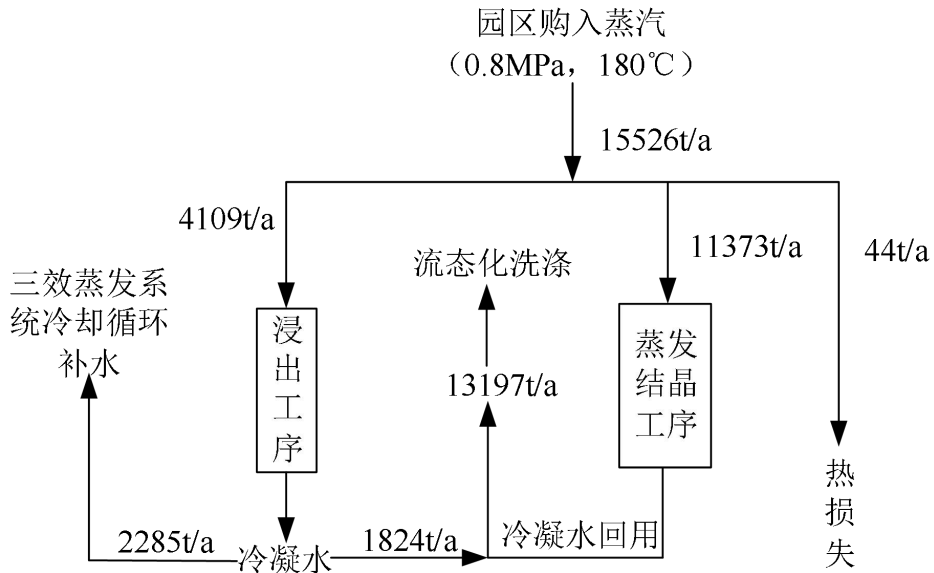 园区购入蒸汽
（0.8MPa，180℃）
15526t/a
4109t/a
11373t/a
44t/a
流态化洗涤
三效蒸发系
统冷却循环
补水
浸出工序
13197t/a
蒸发
结晶
工序
热损失
2285t/a
冷凝水
1824t/a
冷凝水回用